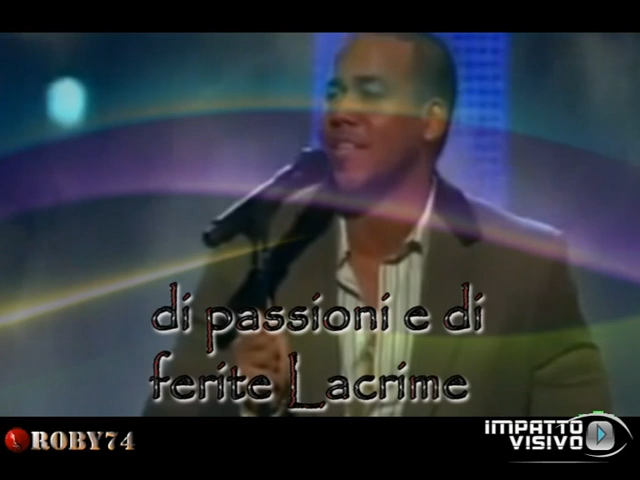 di passioni e di
ferite Lacrime
ROBY74
IMPATTO
VISIVO